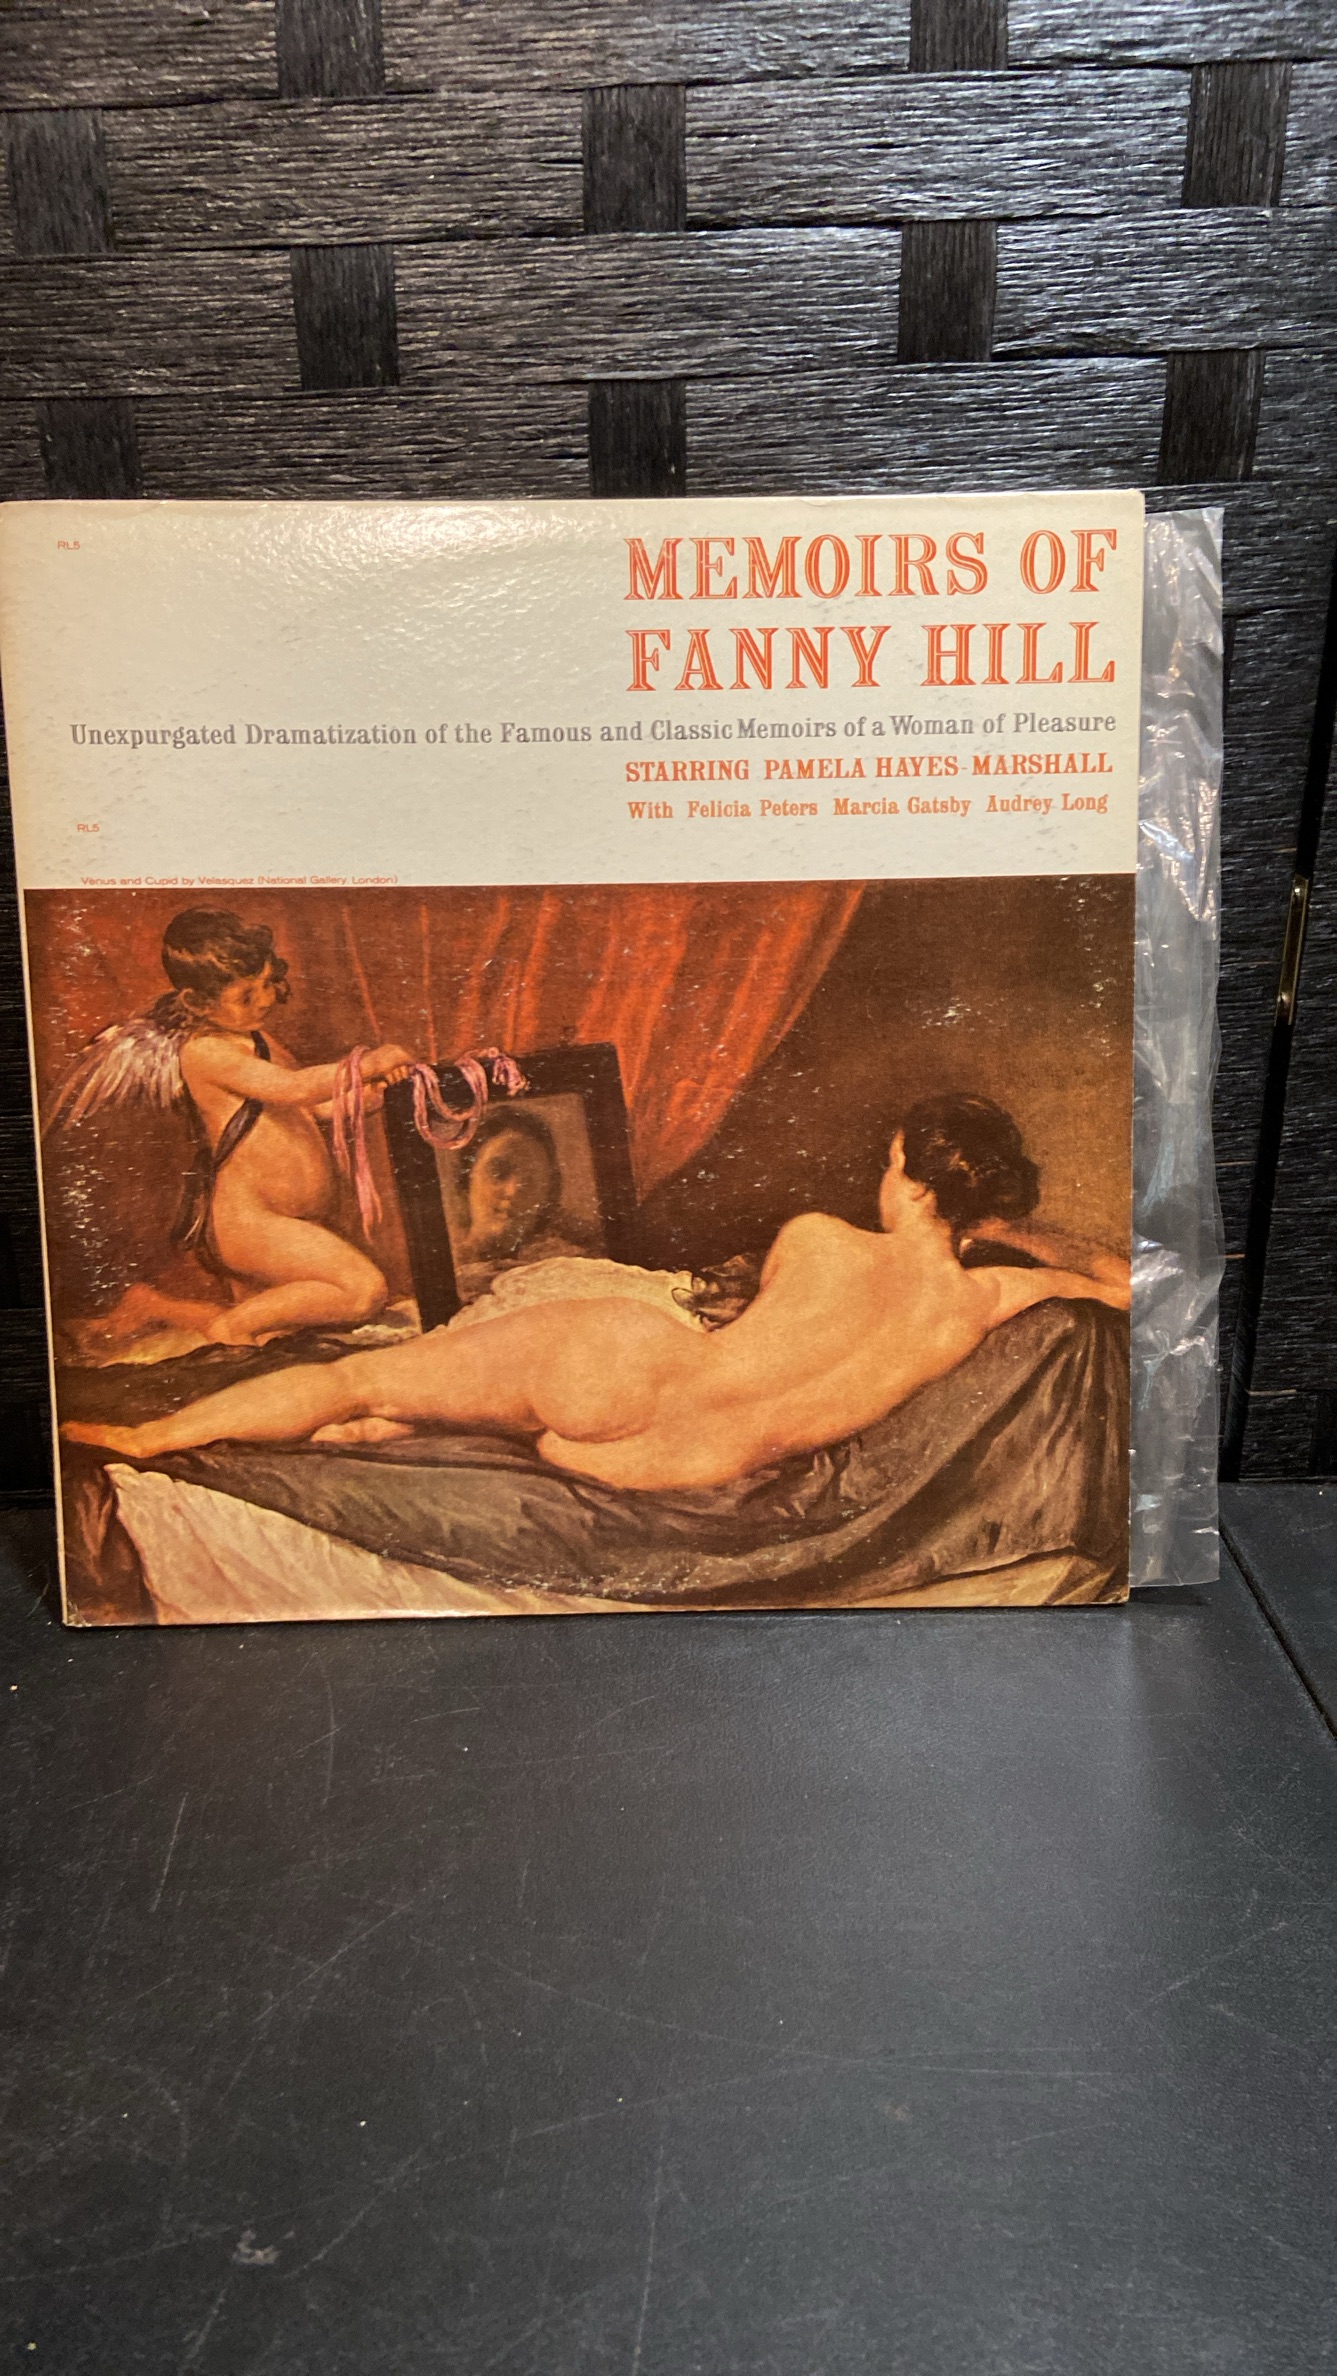 RL5
MEMOIRS OF
FANNY HILL
Unexpurgated Dramatization of the Famous and Classic Memoirs of a Woman of Pleasure
STARRING PAMELA HAYES-MARSHALL
With Felicia Peters Marcia Gatsby Audrey Long
RL5
Venus and Cupid by Velasquez (National Gallery, London)